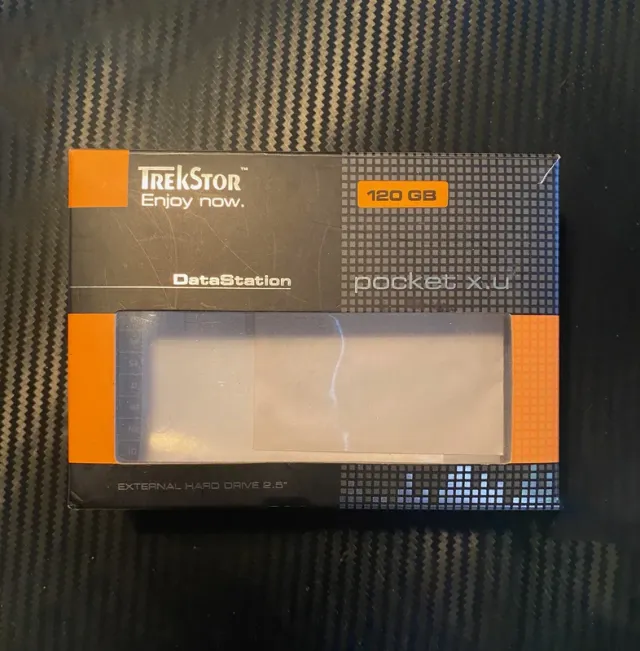 TREKSTOR™
Enjoy now.
120 GB
DataStation
pocket x.u
EXTERNAL HARD DRIVE 2.5"